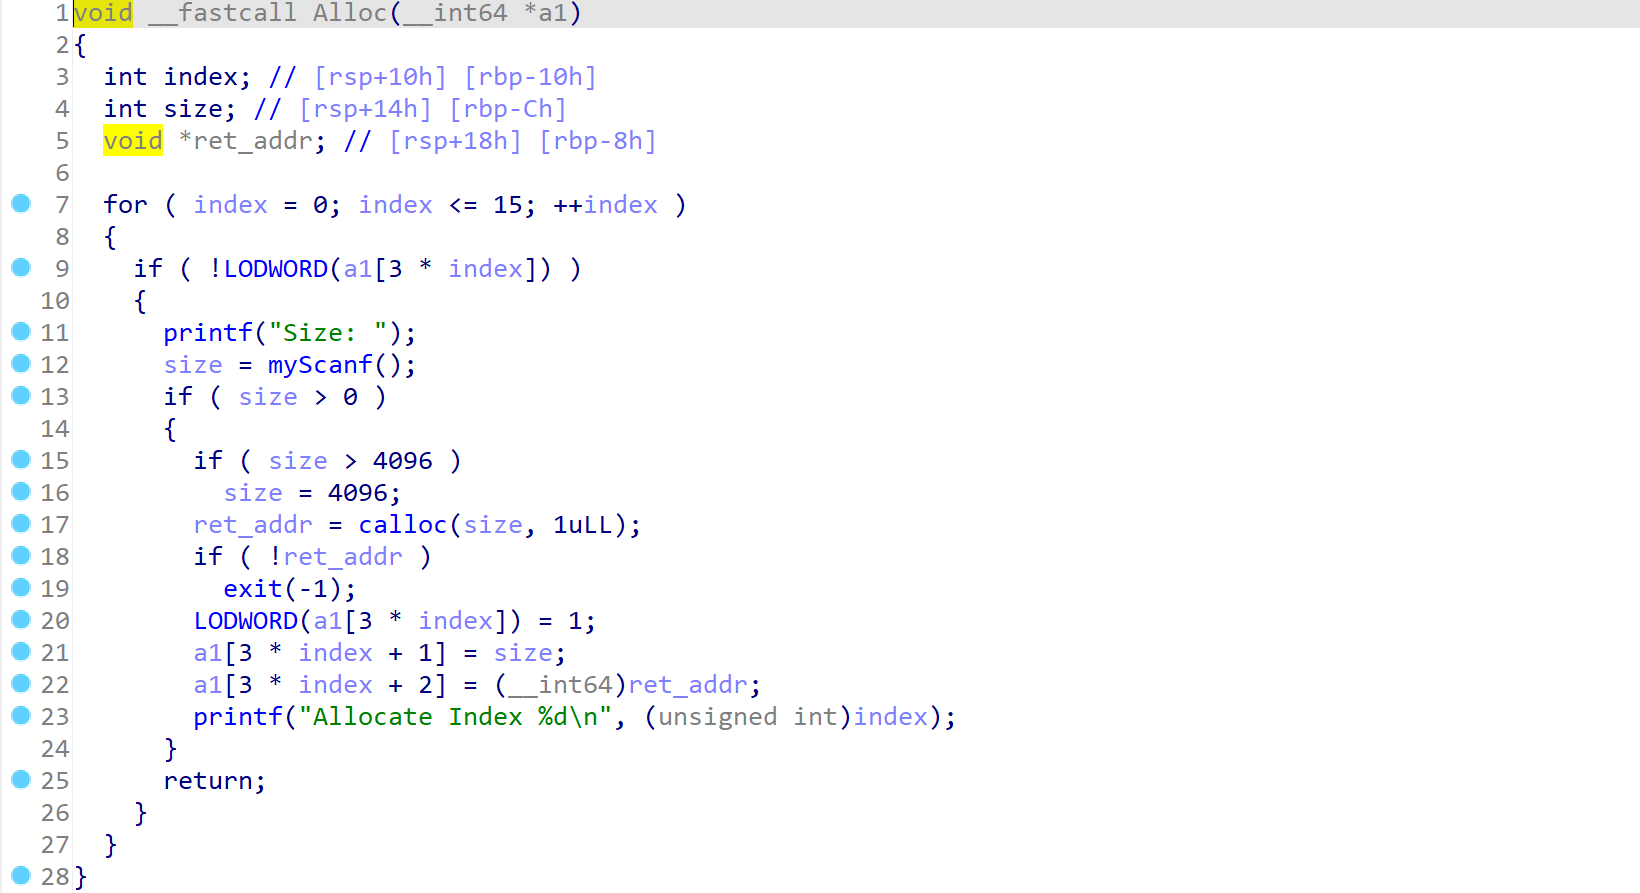 1 void __fastcall Alloc(__int64 *a1)
2 {
3   int index; // [rsp+10h] [rbp-10h]
4   int size; // [rsp+14h] [rbp-Ch]
5   void *ret_addr; // [rsp+18h] [rbp-8h]
6
7   for ( index = 0; index <= 15; ++index )
8   {
9     if ( !LODWORD(a1[3 * index]) )
10     {
11       printf("Size: ");
12       size = myScanf();
13       if ( size > 0 )
14       {
15         if ( size > 4096 )
16           size = 4096;
17         ret_addr = calloc(size, 1uLL);
18         if ( !ret_addr )
19           exit(-1);
20         LODWORD(a1[3 * index]) = 1;
21         a1[3 * index + 1] = size;
22         a1[3 * index + 2] = (__int64)ret_addr;
23         printf("Allocate Index %d\n", (unsigned int)index);
24       }
25       return;
26     }
27   }
28 }